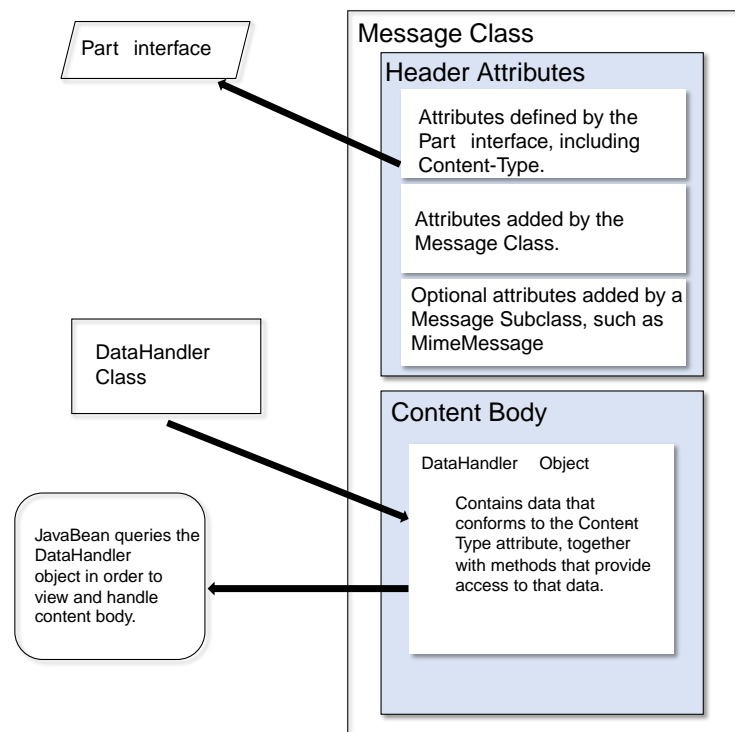 Part interface
Message Class
Header Attributes
Attributes defined by the
Part interface, including
Content-Type.
Attributes added by the
Message Class.
Optional attributes added by a
Message Subclass, such as
MimeMessage
DataHandler
Class
Content Body
DataHandler Object
Contains data that
conforms to the Content-
Type attribute, together
with methods that provide
access to that data.
JavaBean queries the
DataHandler
object in order to
view and handle
content body.